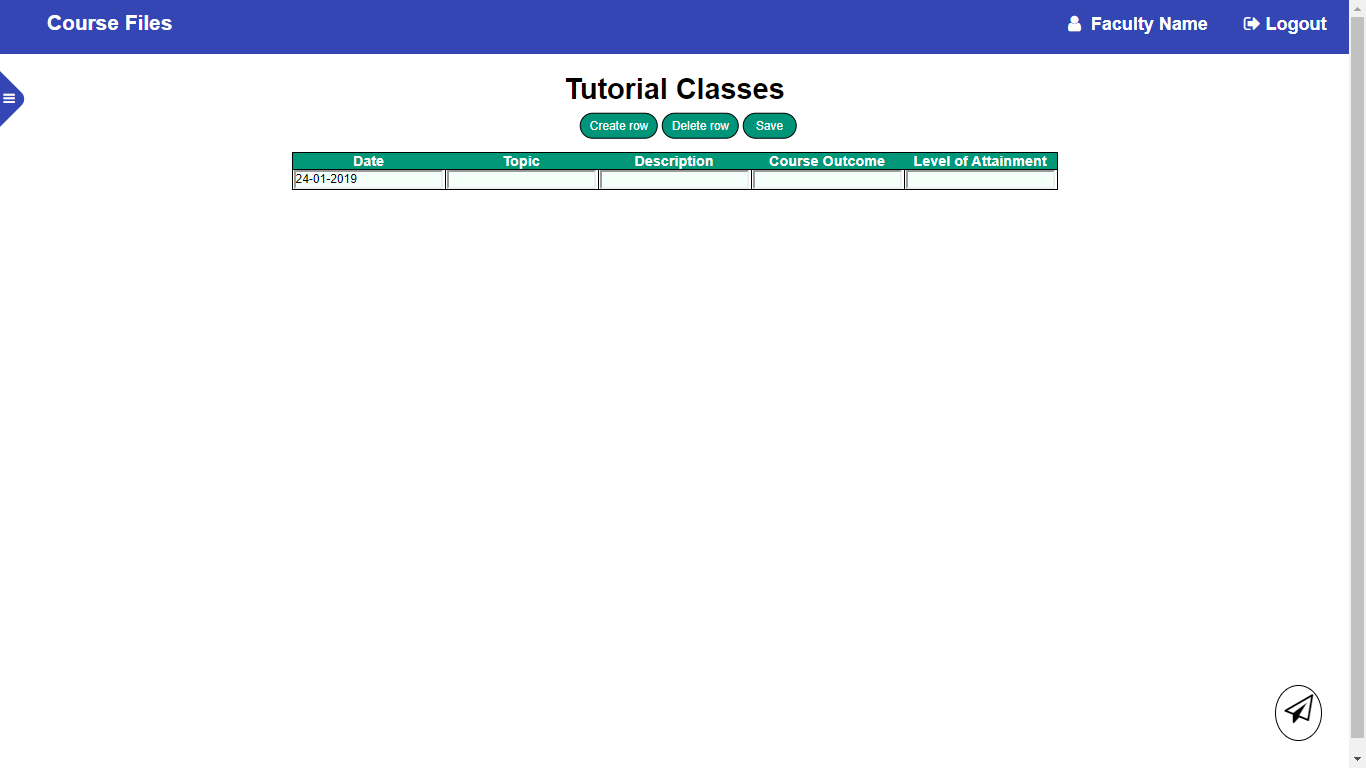 Course Files
Faculty Name
Logout
Tutorial Classes
Create row Delete row Save
Date Topic Description Course Outcome Level of Attainment
24-01-2019